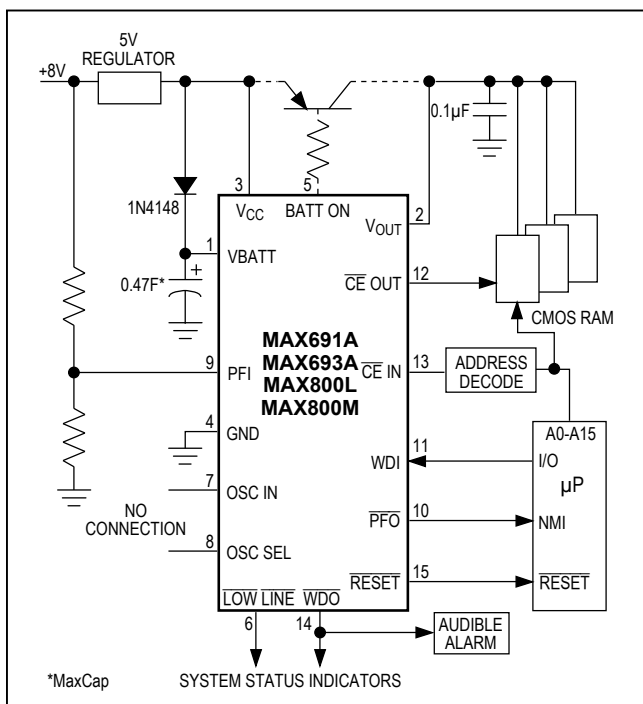 5V
REGULATOR
+8V
0.1µF
3
5
1N4148
VCC
BATT ON
VOUT
2
1
VBATT
0.47F*
+
CE OUT
12
CMOS RAM
MAX691A
MAX693A
MAX800L
MAX800M
9
PFI
CE IN
13
ADDRESS
DECODE
4
GND
A0-A15
WDI
11
I/O
µP
7
OSC IN
NO
CONNECTION
PFO
10
NMI
8
OSC SEL
RESET
15
RESET
LOW LINE
WDO
6
14
AUDIBLE
ALARM
*MaxCap
SYSTEM STATUS INDICATORS